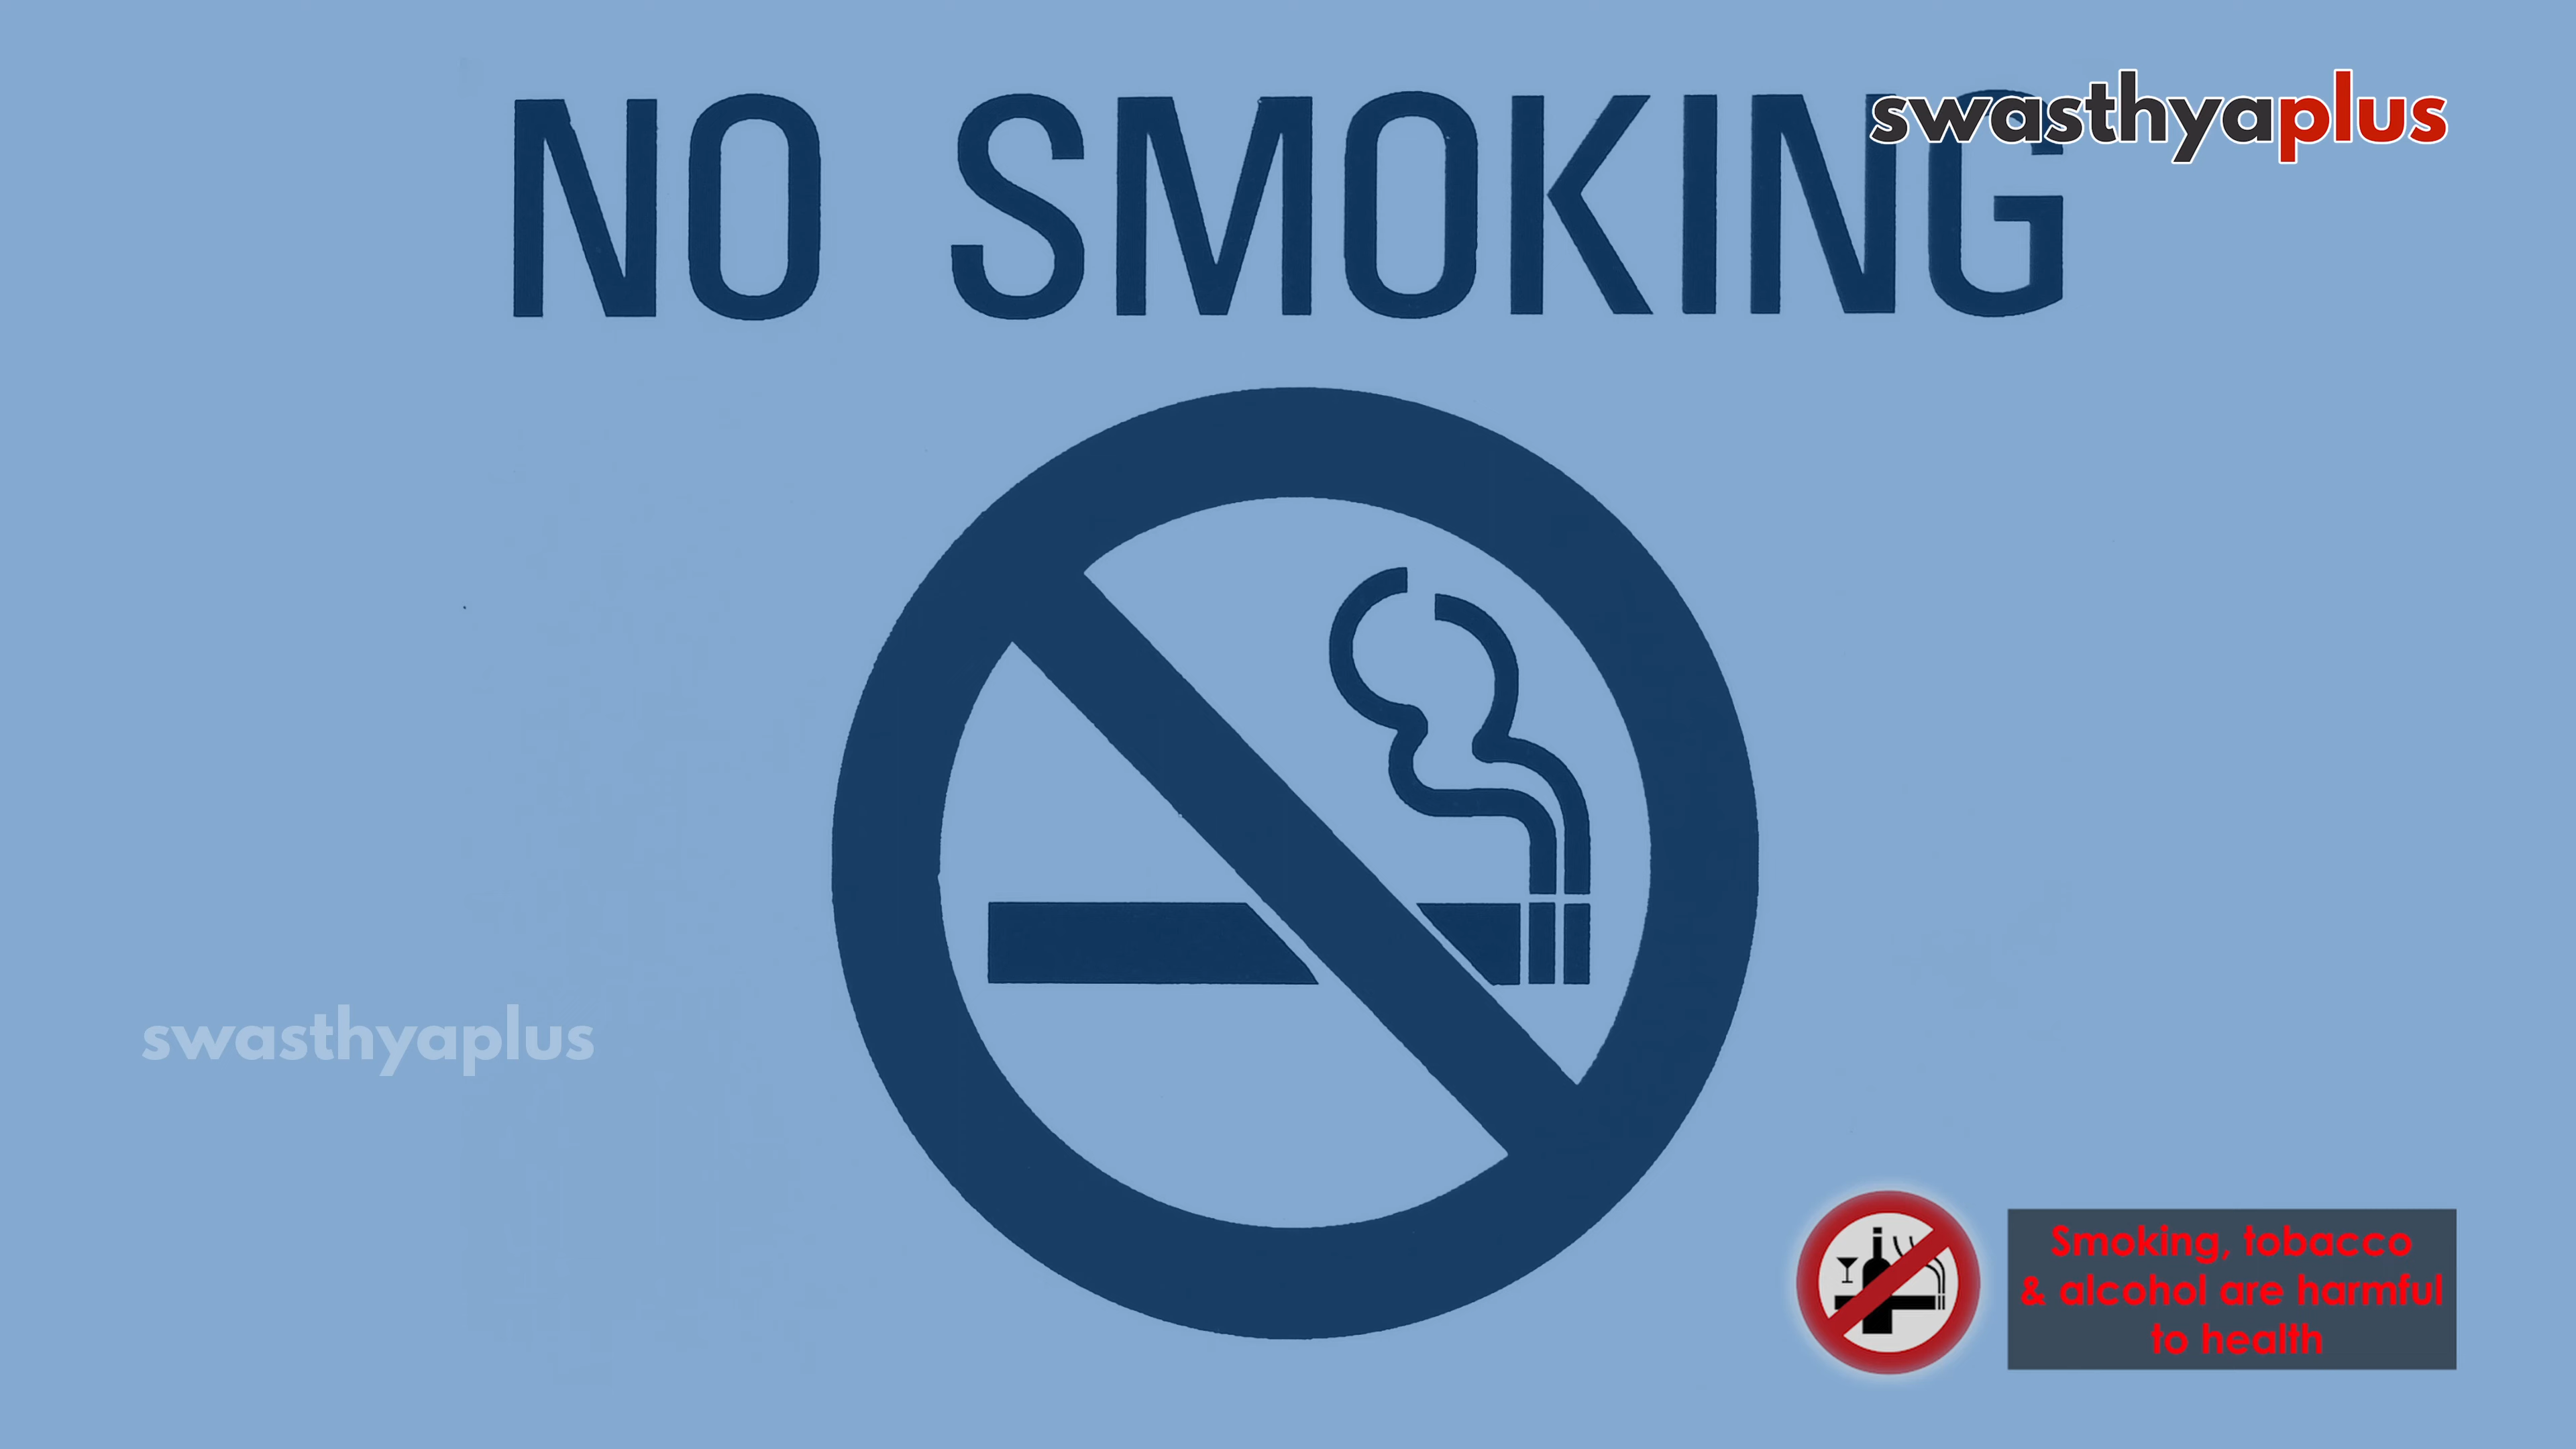 NO SMOKING
swasthyaplus
swasthyaplus
Smoking, tobacco
& alcohol are harmful
to health